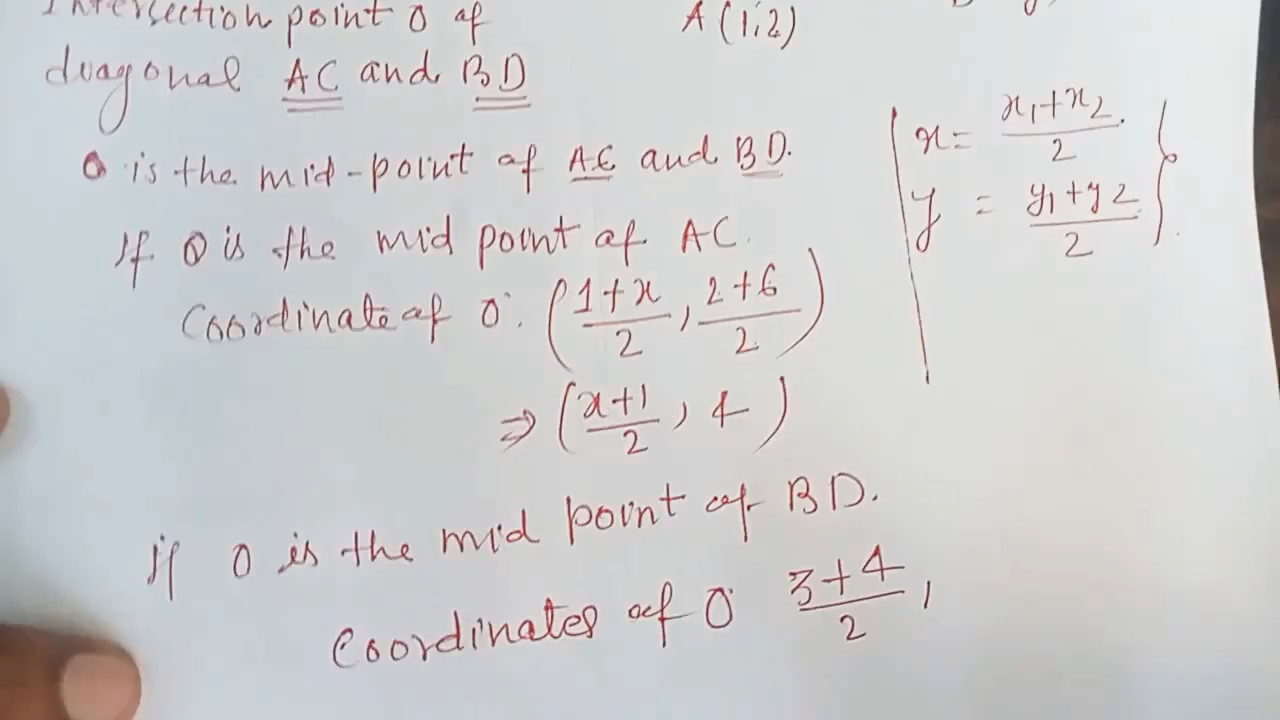 Intersection point O of
A (1,2)
diagonal AC and BD
O is the mid-point of AC and BD.
x = x₁+x₂/2
y = y₁+y2/2
If O is the mid point of AC.
Coordinate of O: (1+x/2, 2+6/2)
⇒ (x+1/2, 4)
if O is the mid point of BD.
Coordinates of O 3+4/2,